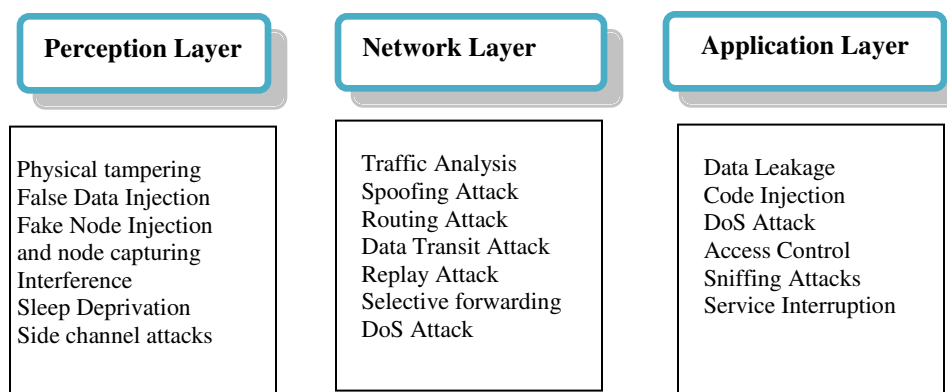 Perception Layer
Physical tampering
False Data Injection
Fake Node Injection
and node capturing
Interference
Sleep Deprivation
Side channel attacks
Network Layer
Traffic Analysis
Spoofing Attack
Routing Attack
Data Transit Attack
Replay Attack
Selective forwarding
DoS Attack
Application Layer
Data Leakage
Code Injection
DoS Attack
Access Control
Sniffing Attacks
Service Interruption